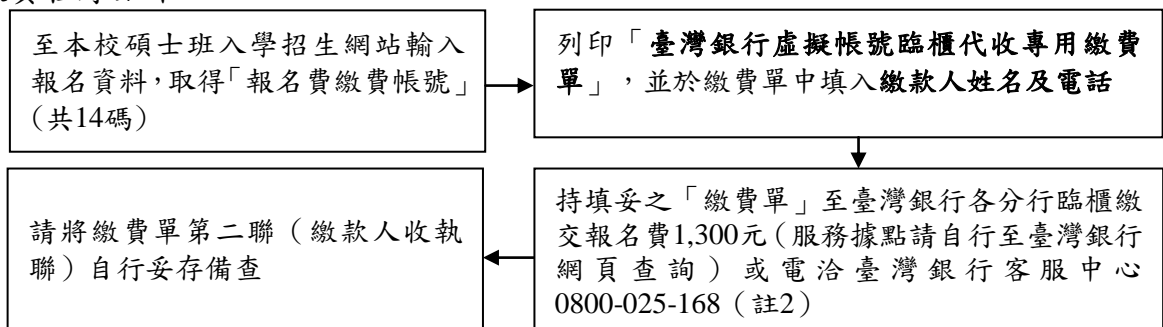 至本校碩士班入學招生網站輸入
報名資料，取得「報名費繳費帳號」
（共14碼）
列印「臺灣銀行虛擬帳號臨櫃代收專用繳費
單」，並於繳費單中填入繳款人姓名及電話
持填妥之「繳費單」至臺灣銀行各分行臨櫃繳
交報名費1,300元（服務據點請自行至臺灣銀行
網頁查詢）或電洽臺灣銀行客服中心
0800-025-168（註2）
請將繳費單第二聯（繳款人收執
聯）自行妥存備查